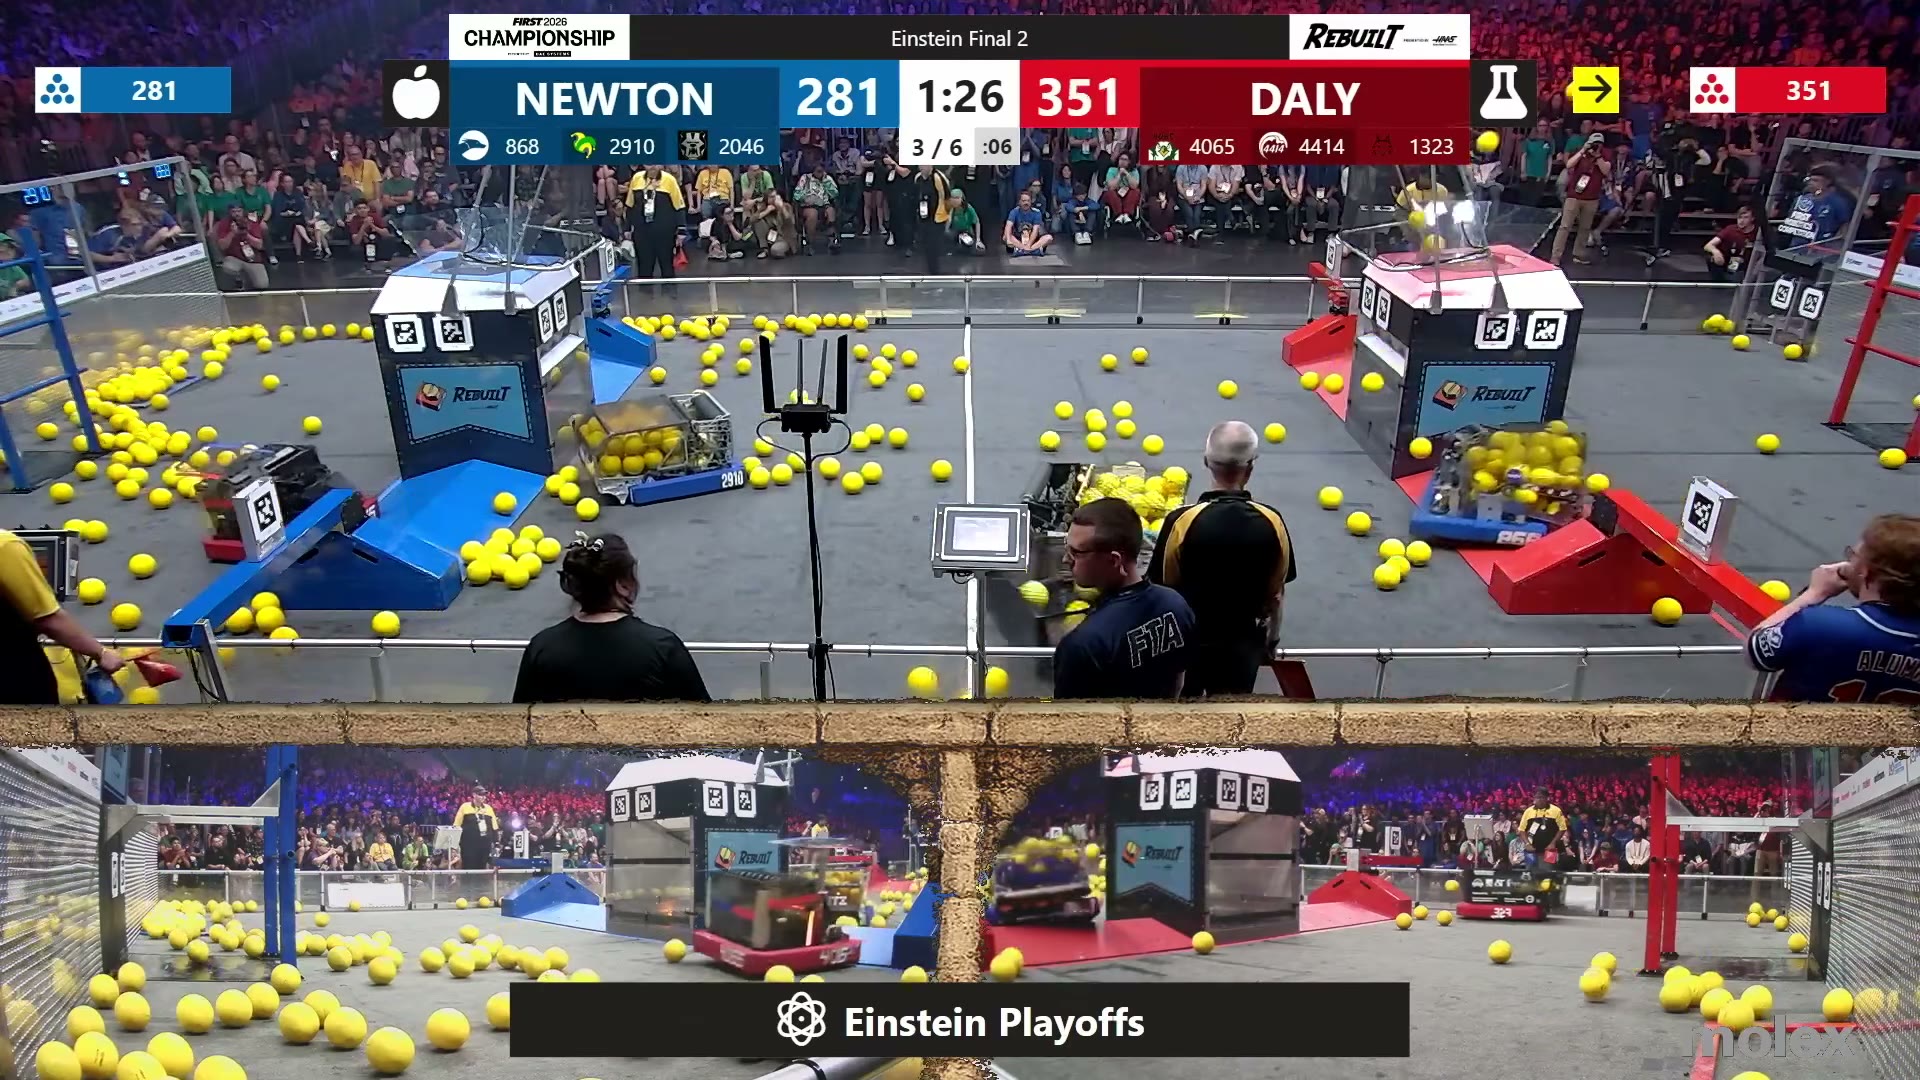 FIRST 2026
CHAMPIONSHIP
Einstein Final 2
REBUILT
281
NEWTON
281
1:26
351
DALY
351
868
2910
2046
3 / 6
:06
4065
4414
1323
REBUILT
REBUILT
2910
868
FTA
REBUILT
REBUILT
Einstein Playoffs
molex